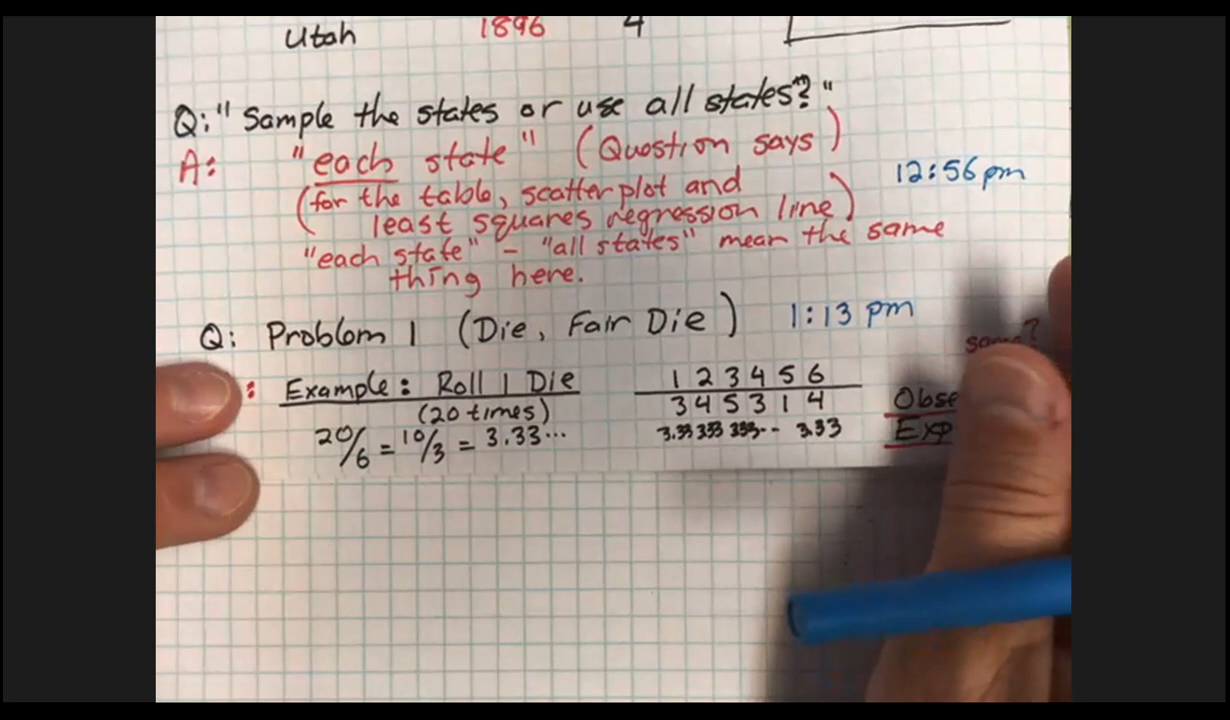 Utah 1896 4
Q: "Sample the states or use all states?"
A: "each state" (Question says)
(for the table, scatterplot and
least squares regression line)
12:56 pm
"each state" - "all states" mean the same
thing here.
Q: Problem 1 (Die, Fair Die) 1:13 pm
same?
: Example: Roll 1 Die
(20 times)
20/6 = 10/3 = 3.33...
1 2 3 4 5 6
3 4 5 3 1 4 Obse
3.33 3.33 3.33... 3.33 Exp